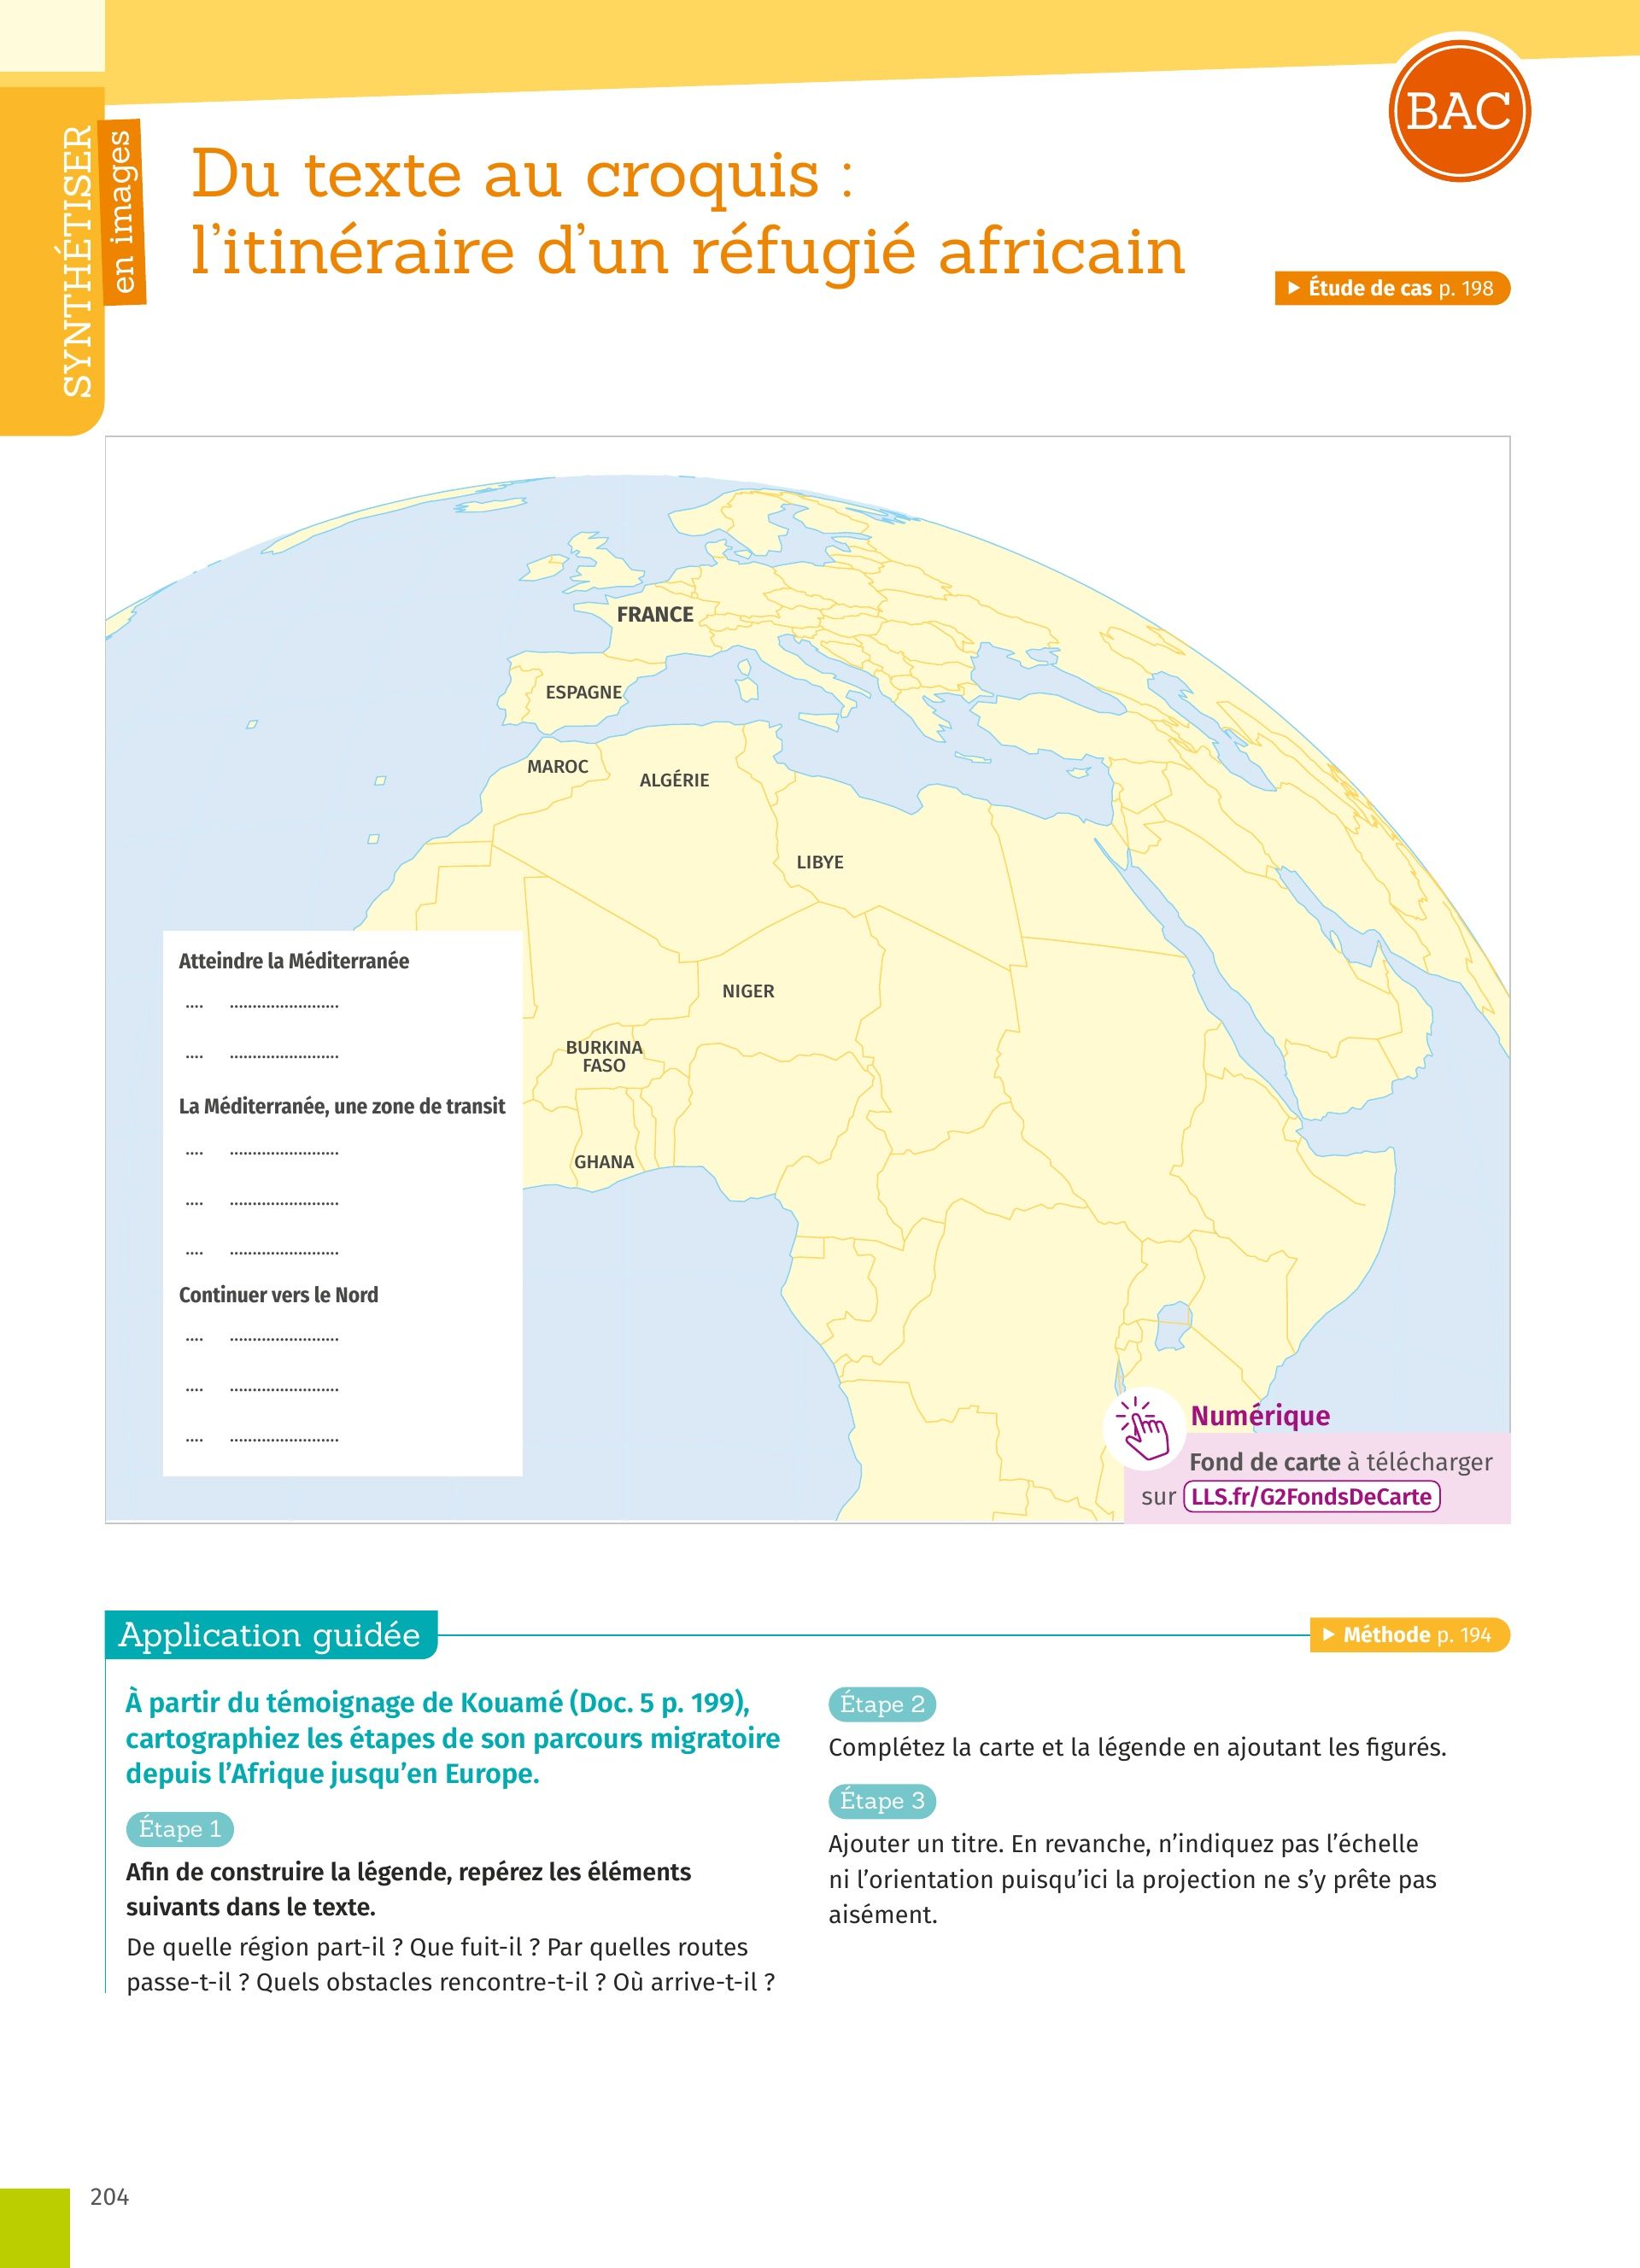 SYNTHÉTISER
en images
BAC
Du texte au croquis :
l'itinéraire d'un réfugié africain
▶ Étude de cas p. 198
FRANCE
ESPAGNE
MAROC
ALGÉRIE
LIBYE
NIGER
BURKINA
FASO
GHANA
Atteindre la Méditerranée
.... ........................
.... ........................
La Méditerranée, une zone de transit
.... ........................
.... ........................
.... ........................
Continuer vers le Nord
.... ........................
.... ........................
.... ........................
Numérique
Fond de carte à télécharger
sur LLS.fr/G2FondsDeCarte
Application guidée
▶ Méthode p. 194
À partir du témoignage de Kouamé (Doc. 5 p. 199),
cartographiez les étapes de son parcours migratoire
depuis l'Afrique jusqu'en Europe.
Étape 1
Afin de construire la légende, repérez les éléments
suivants dans le texte.
De quelle région part-il ? Que fuit-il ? Par quelles routes
passe-t-il ? Quels obstacles rencontre-t-il ? Où arrive-t-il ?
Étape 2
Complétez la carte et la légende en ajoutant les figurés.
Étape 3
Ajouter un titre. En revanche, n'indiquez pas l'échelle
ni l'orientation puisqu'ici la projection ne s'y prête pas
aisément.
204